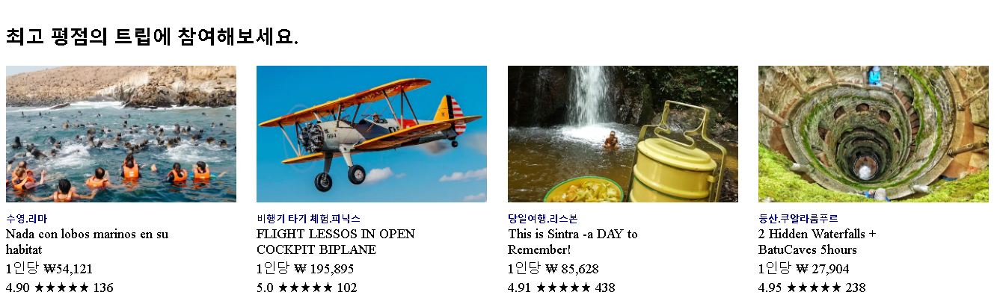 최고 평점의 트립에 참여해보세요.
수영.리마
Nada con lobos marinos en su
habitat
1인당 ₩54,121
4.90 ★★★★★ 136
비행기 타기 체험.피닉스
FLIGHT LESSOS IN OPEN
COCKPIT BIPLANE
1인당 ₩ 195,895
5.0 ★★★★★ 102
당일여행.리스본
This is Sintra -a DAY to
Remember!
1인당 ₩ 85,628
4.91 ★★★★★ 438
등산.쿠알라룸푸르
2 Hidden Waterfalls +
BatuCaves 5hours
1인당 ₩ 27,904
4.95 ★★★★★ 238